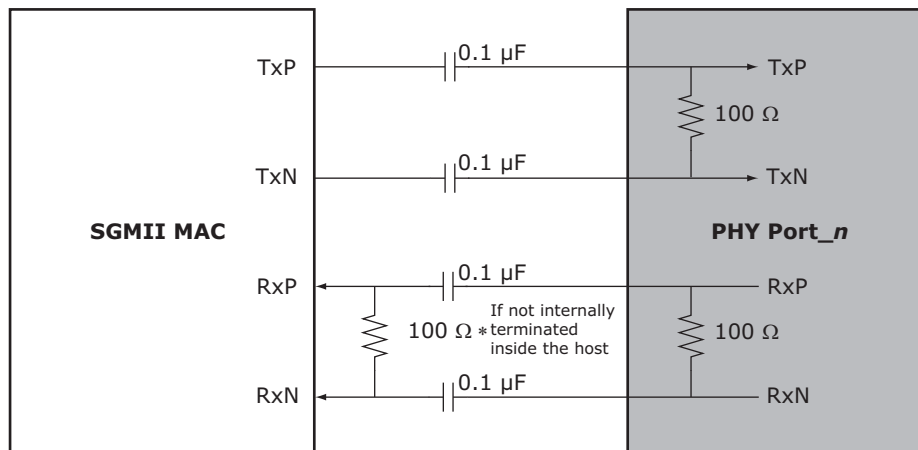 0.1 µF
TxP
TxP
100 Ω
0.1 µF
TxN
TxN
SGMII MAC
PHY Port_n
0.1 µF
RxP
RxP
If not internally
100 Ω * terminated
100 Ω
inside the host
0.1 µF
RxN
RxN